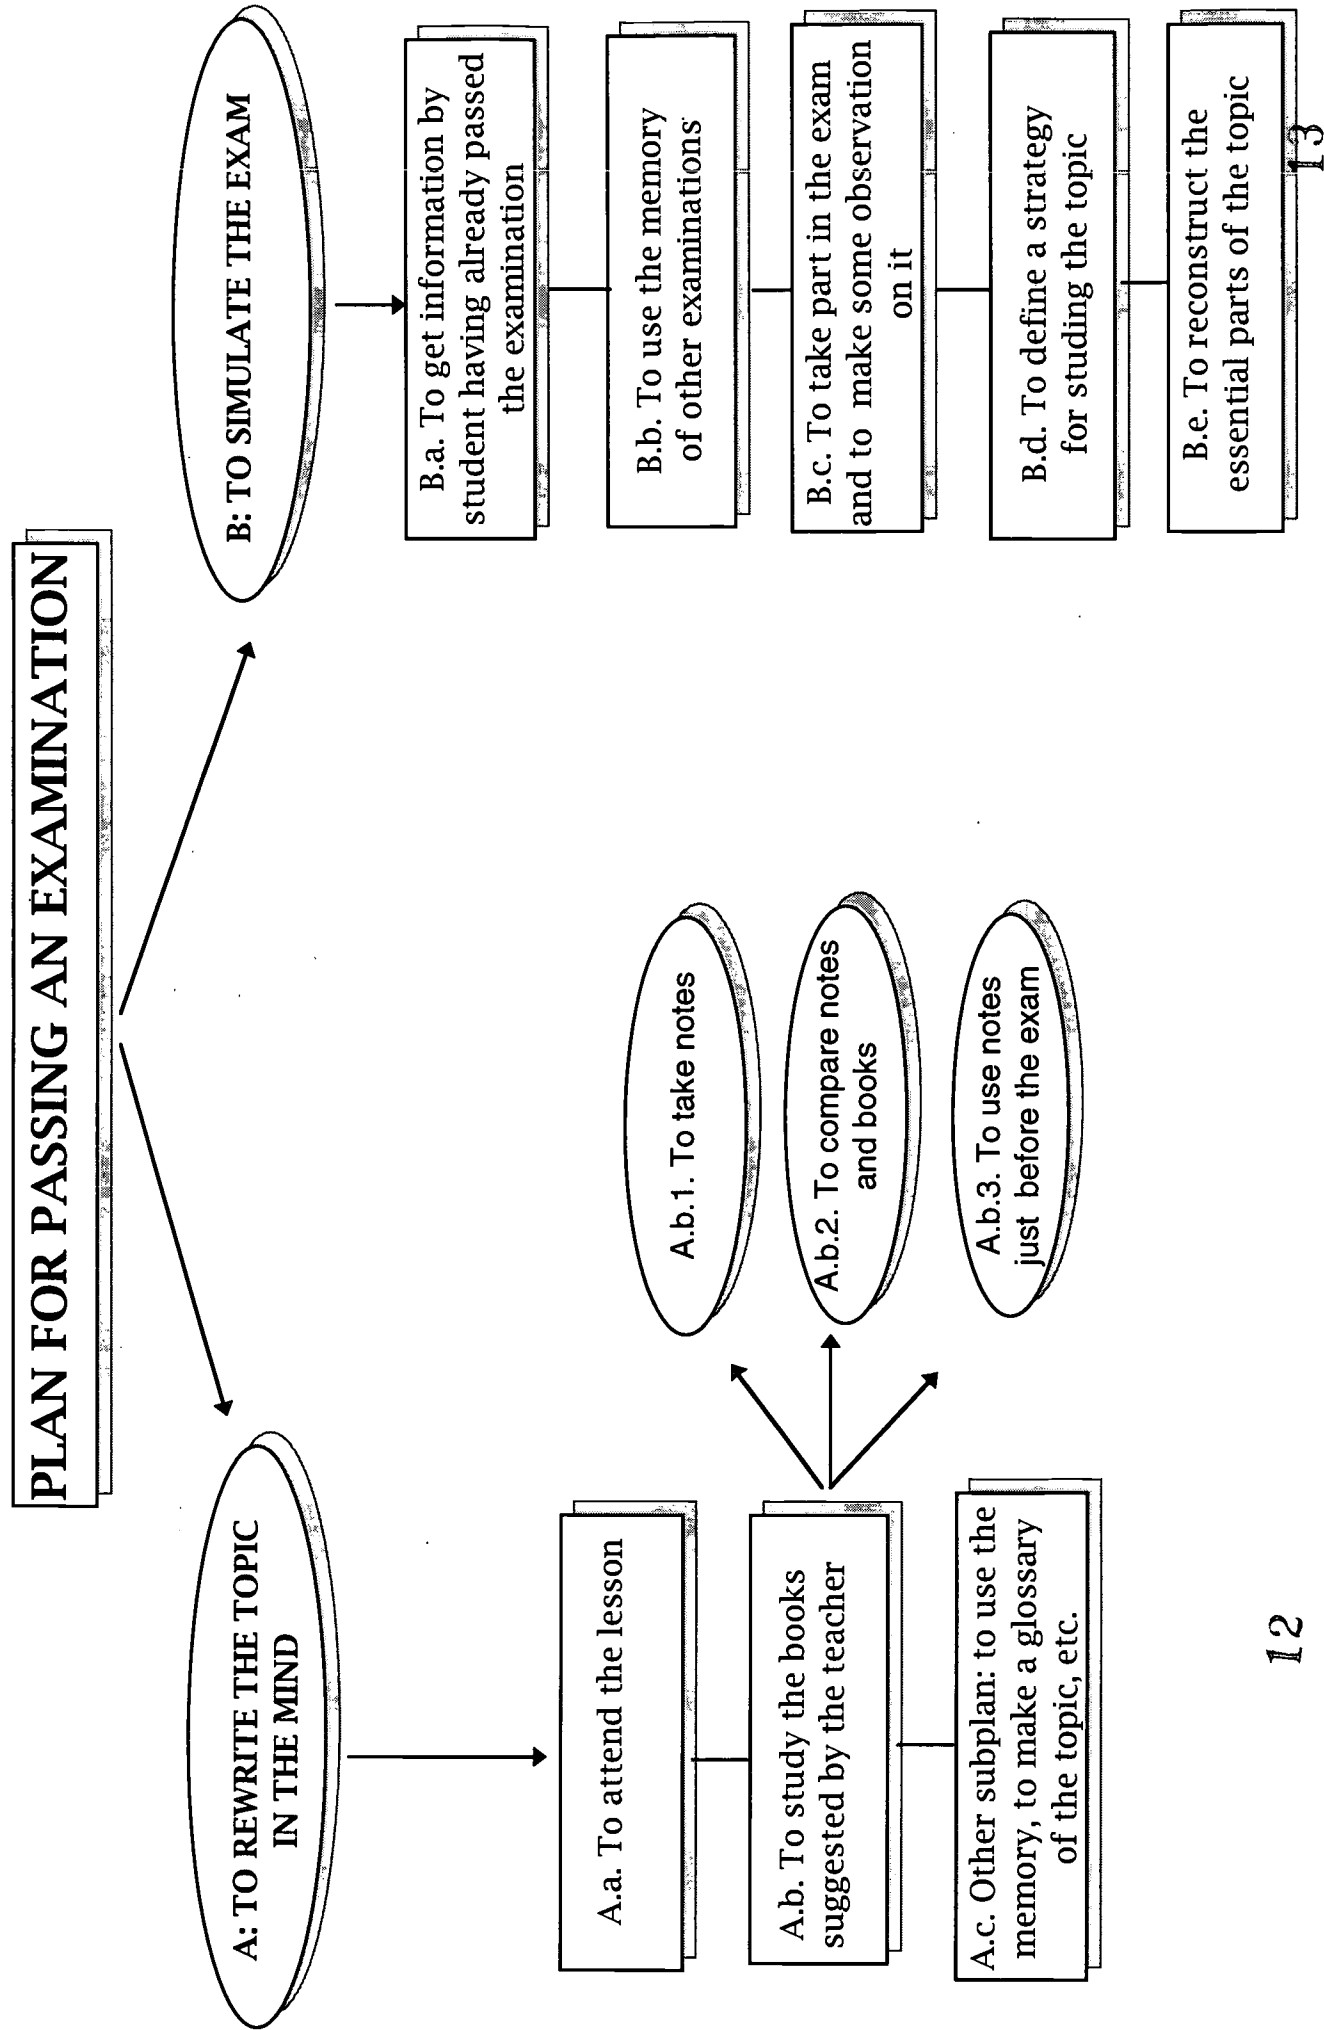 PLAN FOR PASSING AN EXAMINATION
A: TO REWRITE THE TOPIC
IN THE MIND
A.a. To attend the lesson
A.b. To study the books
suggested by the teacher
A.c. Other subplan: to use the
memory, to make a glossary
of the topic, etc.
A.b.1. To take notes
A.b.2. To compare notes
and books
A.b.3. To use notes
just before the exam
B: TO SIMULATE THE EXAM
B.a. To get information by
student having already passed
the examination
B.b. To use the memory
of other examinations
B.c. To take part in the exam
and to make some observation
on it
B.d. To define a strategy
for studing the topic
B.e. To reconstruct the
essential parts of the topic
12
13